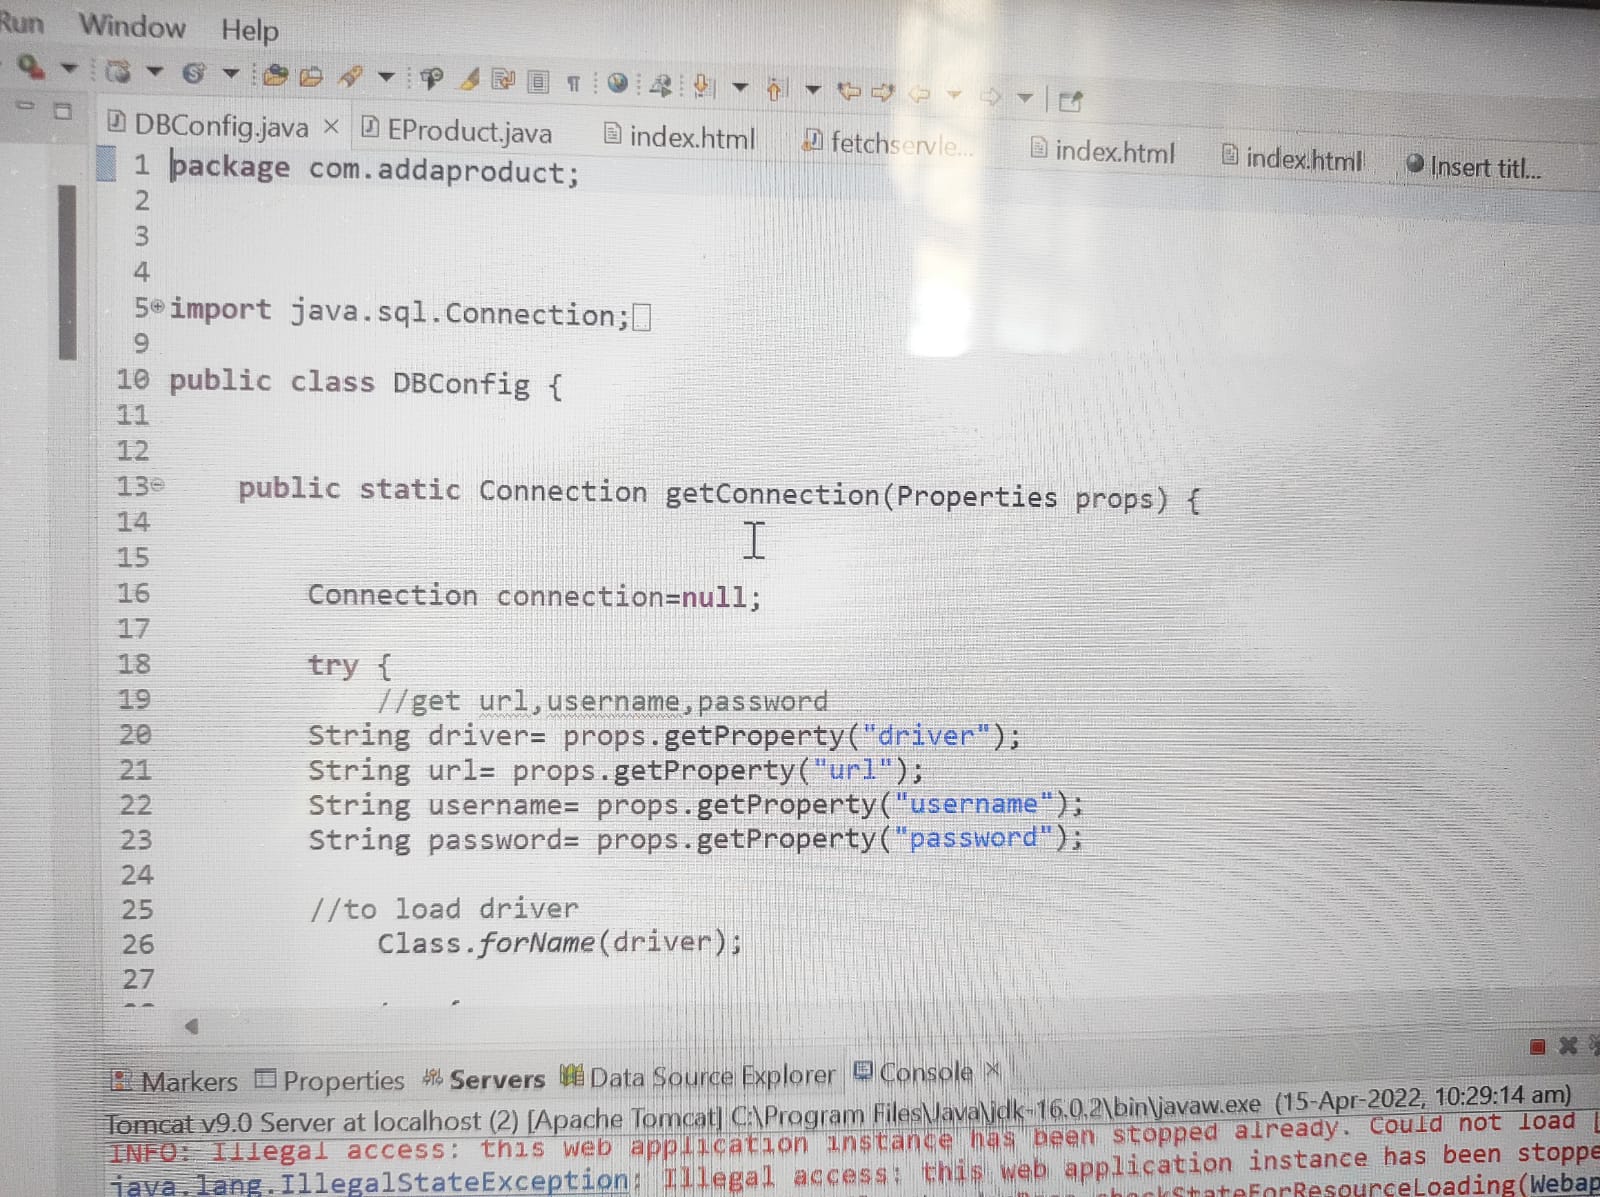 Run Window Help
DBConfig.java × EProduct.java index.html fetchservle... index.html index.html Insert titl...
1 package com.addaproduct;
2
3
4
5 import java.sql.Connection;
9
10 public class DBConfig {
11
12
13 public static Connection getConnection(Properties props) {
14
15
16 Connection connection=null;
17
18 try {
19 //get url,username,password
20 String driver= props.getProperty("driver");
21 String url= props.getProperty("url");
22 String username= props.getProperty("username");
23 String password= props.getProperty("password");
24
25 //to load driver
26 Class.forName(driver);
27
Markers Properties Servers Data Source Explorer Console ×
Tomcat v9.0 Server at localhost (2) [Apache Tomcat] C:\Program Files\Java\jdk-16.0.2\bin\javaw.exe (15-Apr-2022, 10:29:14 am)
INFO: Illegal access: this web application instance has been stopped already. Could not load [
java.lang.IllegalStateException: Illegal access: this web application instance has been stoppe
checkStateForResourceLoading(Webap